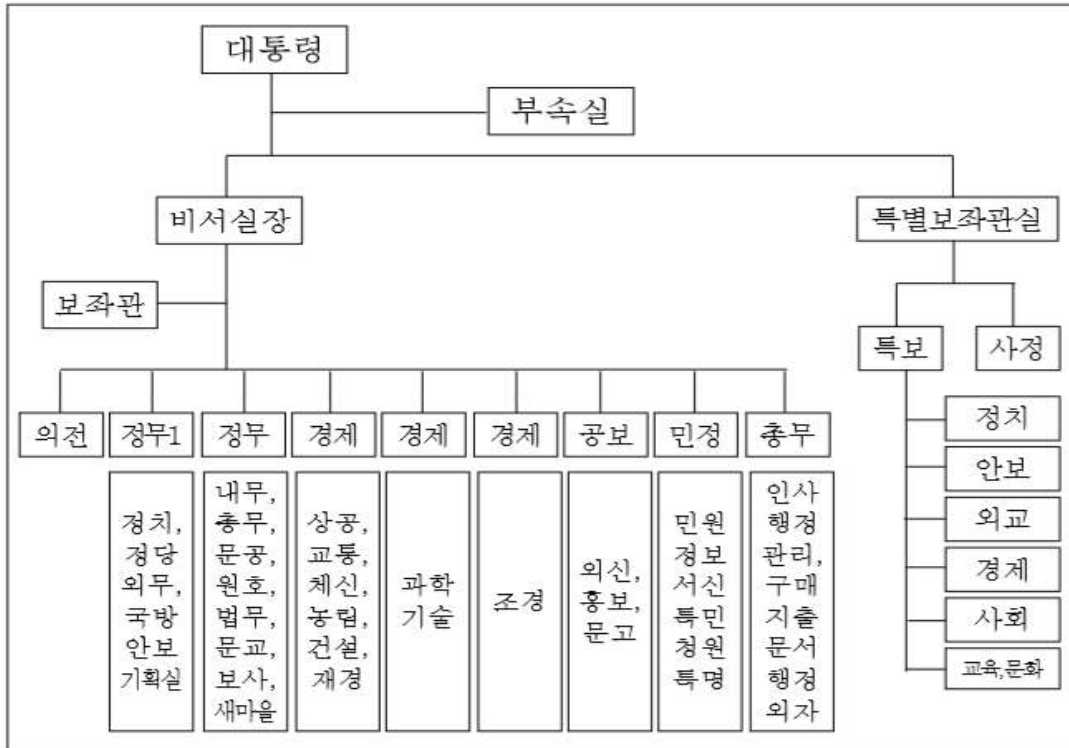 대통령
부속실
비서실장
특별보좌관실
보좌관
특보
사정
의전
정무1
정무
경제
경제
경제
공보
민정
총무
정치,
정당
외무,
국방
안보
기획실
내무,
총무,
문공,
원호,
법무,
문교,
보사,
새마을
상공,
교통,
체신,
농림,
건설,
재경
과학
기술
조경
외신,
홍보,
문고
민원
정보
서신
특민
청원
특명
인사
행정
관리,
구매
지출
문서
행정
외자
정치
안보
외교
경제
사회
교육,문화